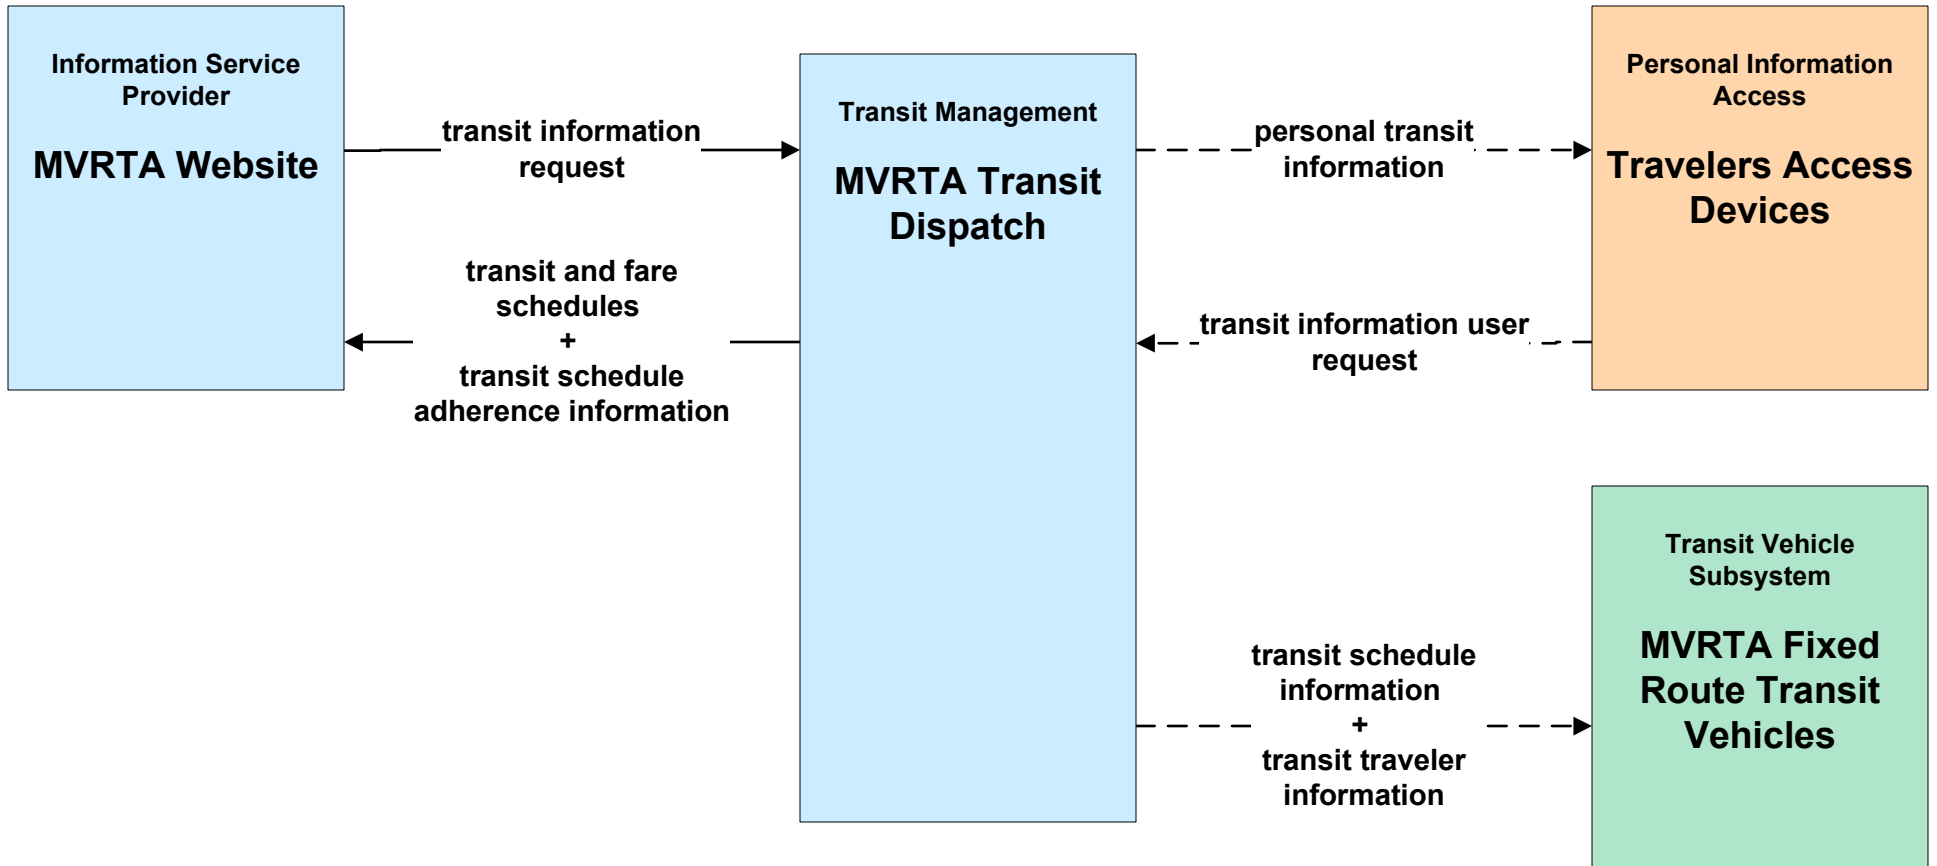 Information Service
Provider
MVRTA Website
transit information
request
transit and fare
schedules
+
transit schedule
adherence information
Transit Management
MVRTA Transit
Dispatch
personal transit
information
transit information user
request
Personal Information
Access
Travelers Access
Devices
transit schedule
information
+
transit traveler
information
Transit Vehicle
Subsystem
MVRTA Fixed
Route Transit
Vehicles